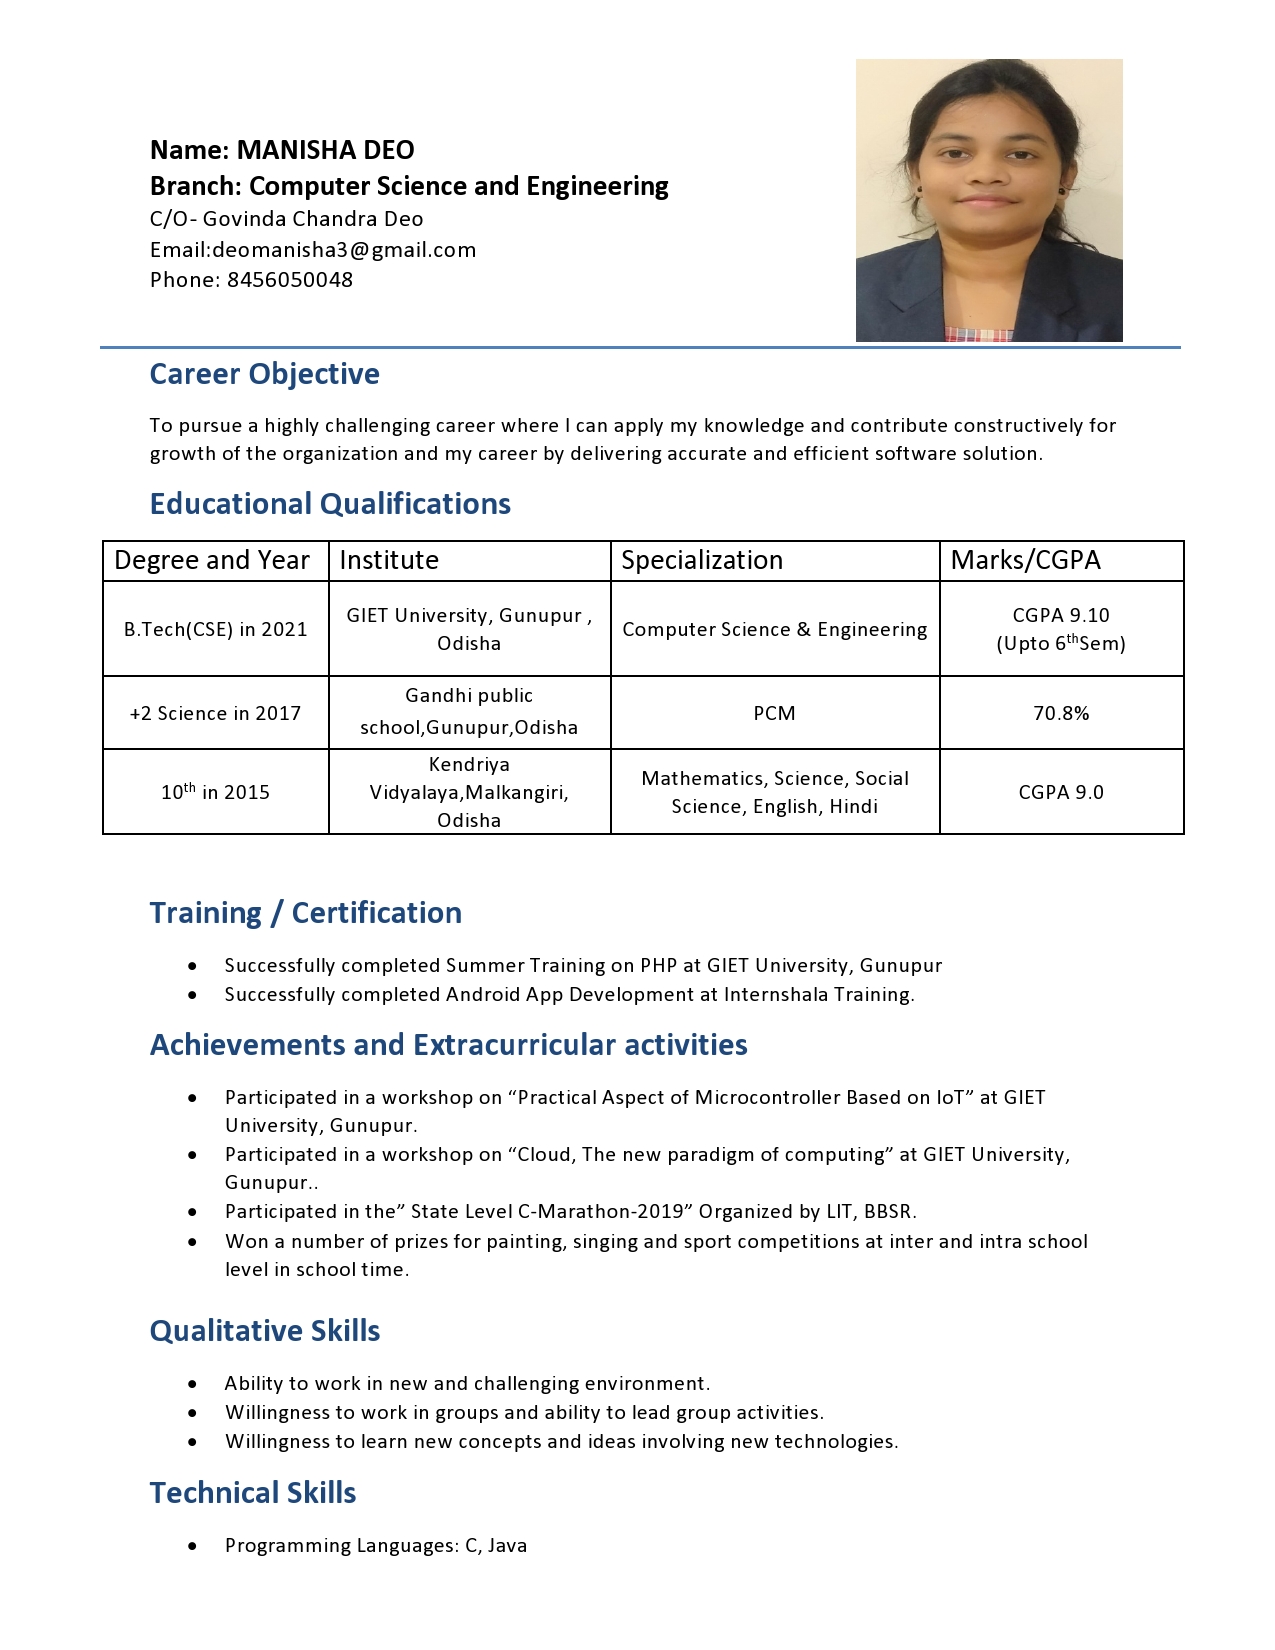 Name: MANISHA DEO
Branch: Computer Science and Engineering
C/O- Govinda Chandra Deo
Email:deomanisha3@gmail.com
Phone: 8456050048
Career Objective
To pursue a highly challenging career where I can apply my knowledge and contribute constructively for
growth of the organization and my career by delivering accurate and efficient software solution.
Educational Qualifications
Degree and Year Institute Specialization Marks/CGPA
B.Tech(CSE) in 2021
GIET University, Gunupur ,
Odisha
Computer Science & Engineering
CGPA 9.10
(Upto 6thSem)
+2 Science in 2017
Gandhi public
school,Gunupur,Odisha
PCM
70.8%
10th in 2015
Kendriya
Vidyalaya,Malkangiri,
Odisha
Mathematics, Science, Social
Science, English, Hindi
CGPA 9.0
Training / Certification
• Successfully completed Summer Training on PHP at GIET University, Gunupur
• Successfully completed Android App Development at Internshala Training.
Achievements and Extracurricular activities
• Participated in a workshop on “Practical Aspect of Microcontroller Based on IoT” at GIET
University, Gunupur.
• Participated in a workshop on “Cloud, The new paradigm of computing” at GIET University,
Gunupur..
• Participated in the” State Level C-Marathon-2019” Organized by LIT, BBSR.
• Won a number of prizes for painting, singing and sport competitions at inter and intra school
level in school time.
Qualitative Skills
• Ability to work in new and challenging environment.
• Willingness to work in groups and ability to lead group activities.
• Willingness to learn new concepts and ideas involving new technologies.
Technical Skills
• Programming Languages: C, Java